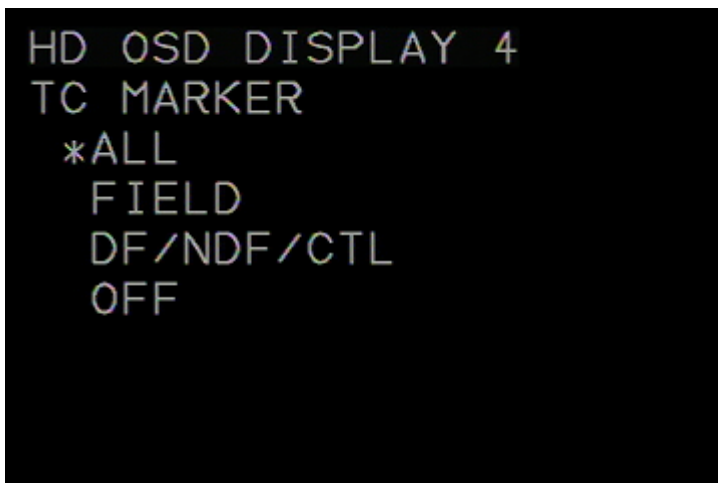 HD OSD DISPLAY 4
TC MARKER
*ALL
FIELD
DF/NDF/CTL
OFF